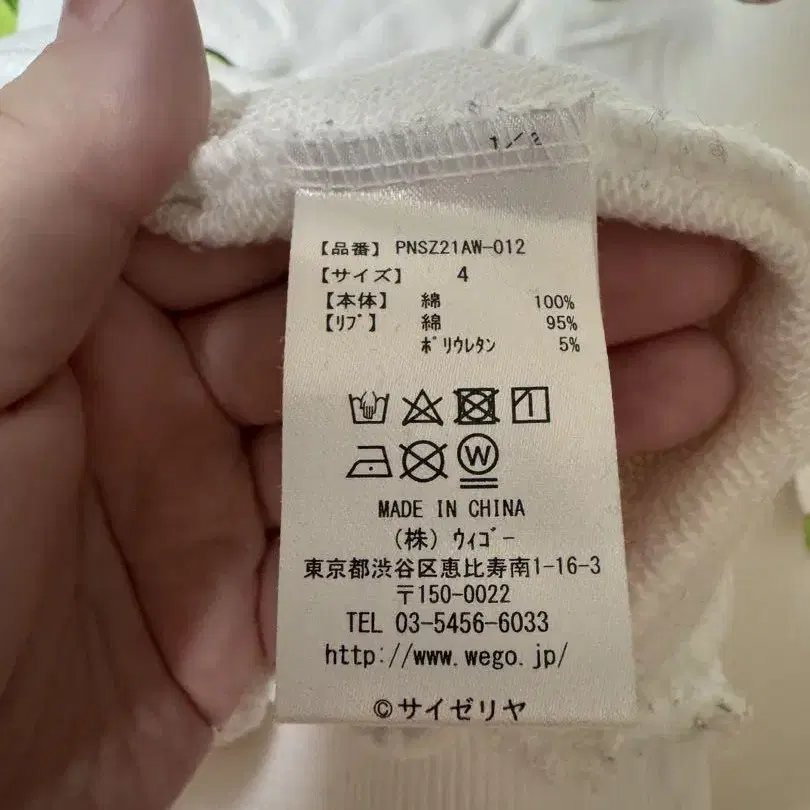 1/2
【品番】 PNSZ21AW-012
【サイズ】 4
【本体】 綿 100%
【ﾘﾌﾞ】 綿 95%
ﾎﾟﾘｳﾚﾀﾝ 5%
W
MADE IN CHINA
(株) ｳｨｺﾞｰ
東京都渋谷区恵比寿南1-16-3
〒150-0022
TEL 03-5456-6033
http://www.wego.jp/
©サイゼリヤ